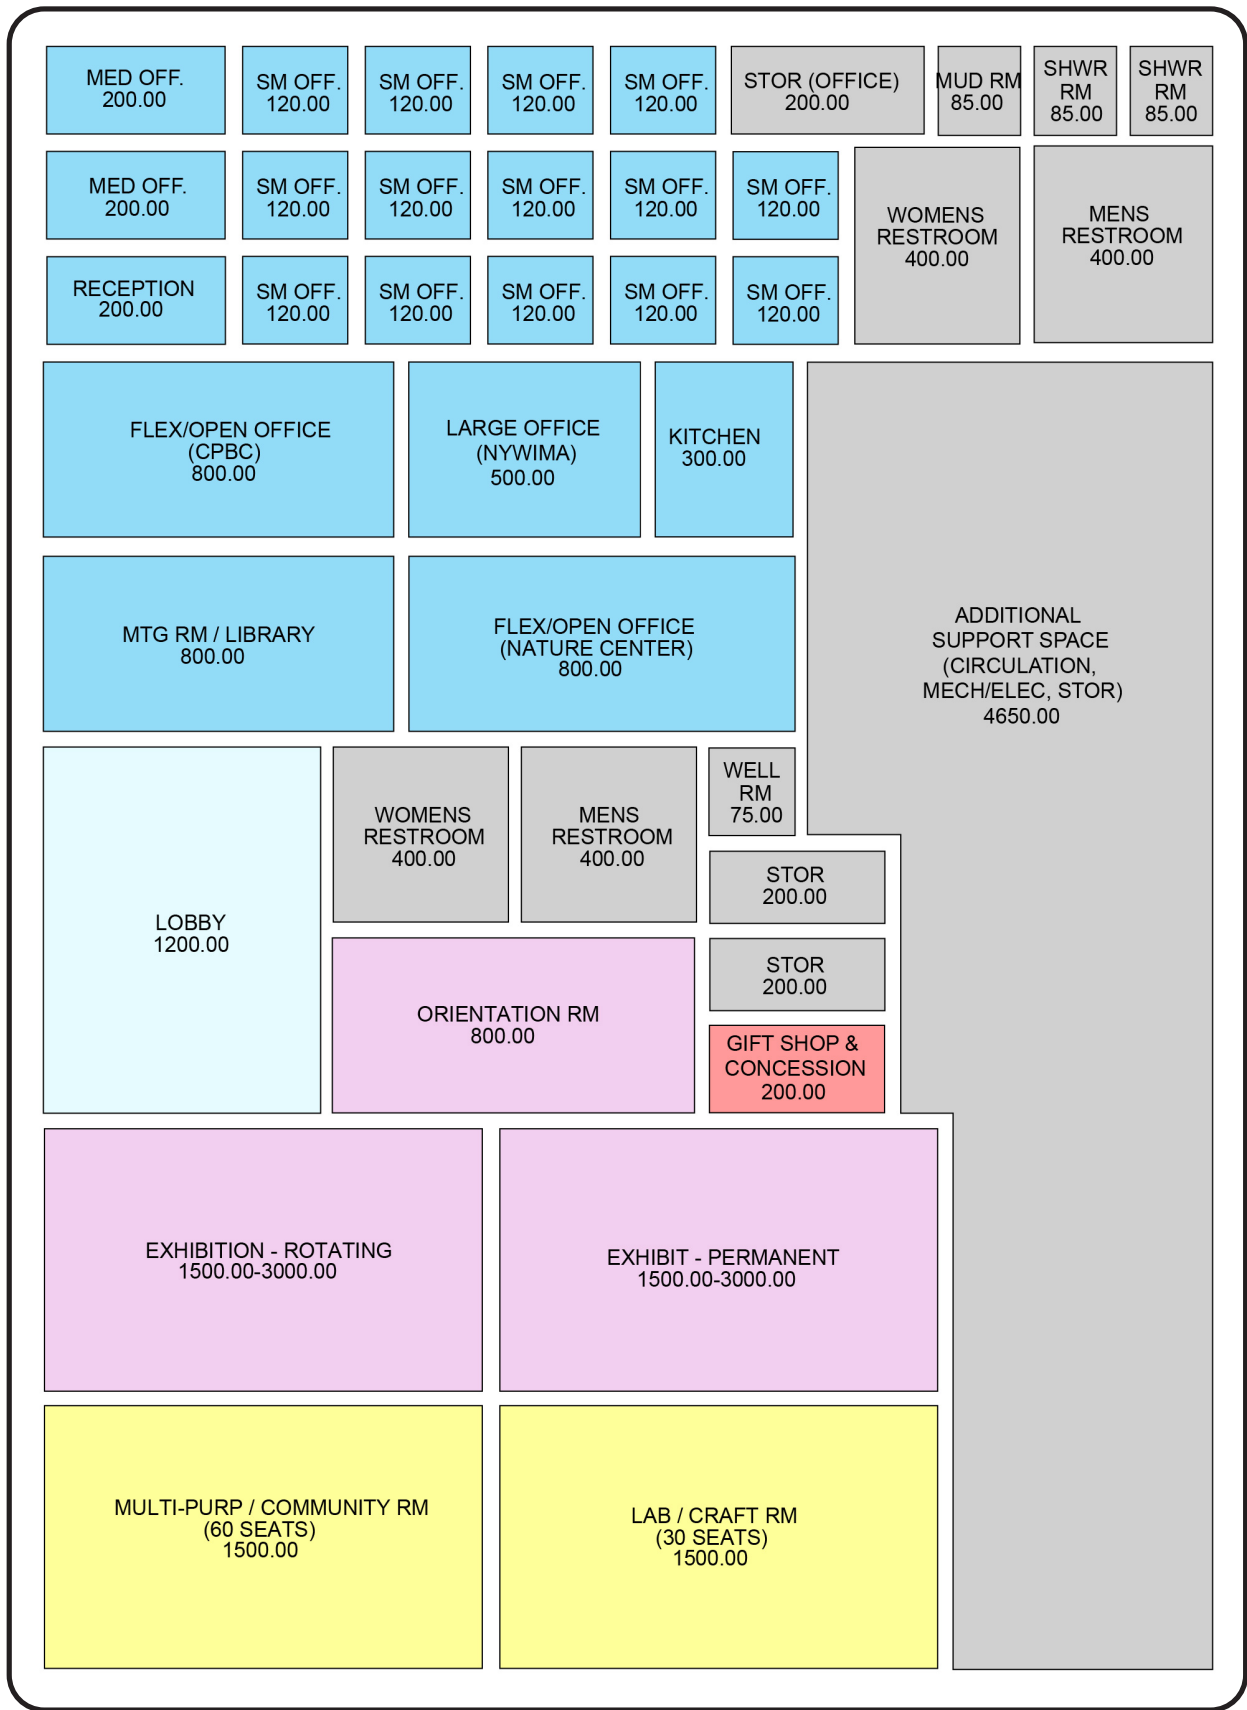 MED OFF.
200.00
SM OFF.
120.00
SM OFF.
120.00
SM OFF.
120.00
SM OFF.
120.00
STOR (OFFICE)
200.00
MUD RM
85.00
SHWR
RM
85.00
SHWR
RM
85.00
MED OFF.
200.00
SM OFF.
120.00
SM OFF.
120.00
SM OFF.
120.00
SM OFF.
120.00
SM OFF.
120.00
WOMENS
RESTROOM
400.00
MENS
RESTROOM
400.00
RECEPTION
200.00
SM OFF.
120.00
SM OFF.
120.00
SM OFF.
120.00
SM OFF.
120.00
SM OFF.
120.00
FLEX/OPEN OFFICE
(CPBC)
800.00
LARGE OFFICE
(NYWIMA)
500.00
KITCHEN
300.00
ADDITIONAL
SUPPORT SPACE
(CIRCULATION,
MECH/ELEC, STOR)
4650.00
MTG RM / LIBRARY
800.00
FLEX/OPEN OFFICE
(NATURE CENTER)
800.00
LOBBY
1200.00
WOMENS
RESTROOM
400.00
MENS
RESTROOM
400.00
WELL
RM
75.00
STOR
200.00
STOR
200.00
ORIENTATION RM
800.00
GIFT SHOP &
CONCESSION
200.00
EXHIBITION - ROTATING
1500.00-3000.00
EXHIBIT - PERMANENT
1500.00-3000.00
MULTI-PURP / COMMUNITY RM
(60 SEATS)
1500.00
LAB / CRAFT RM
(30 SEATS)
1500.00